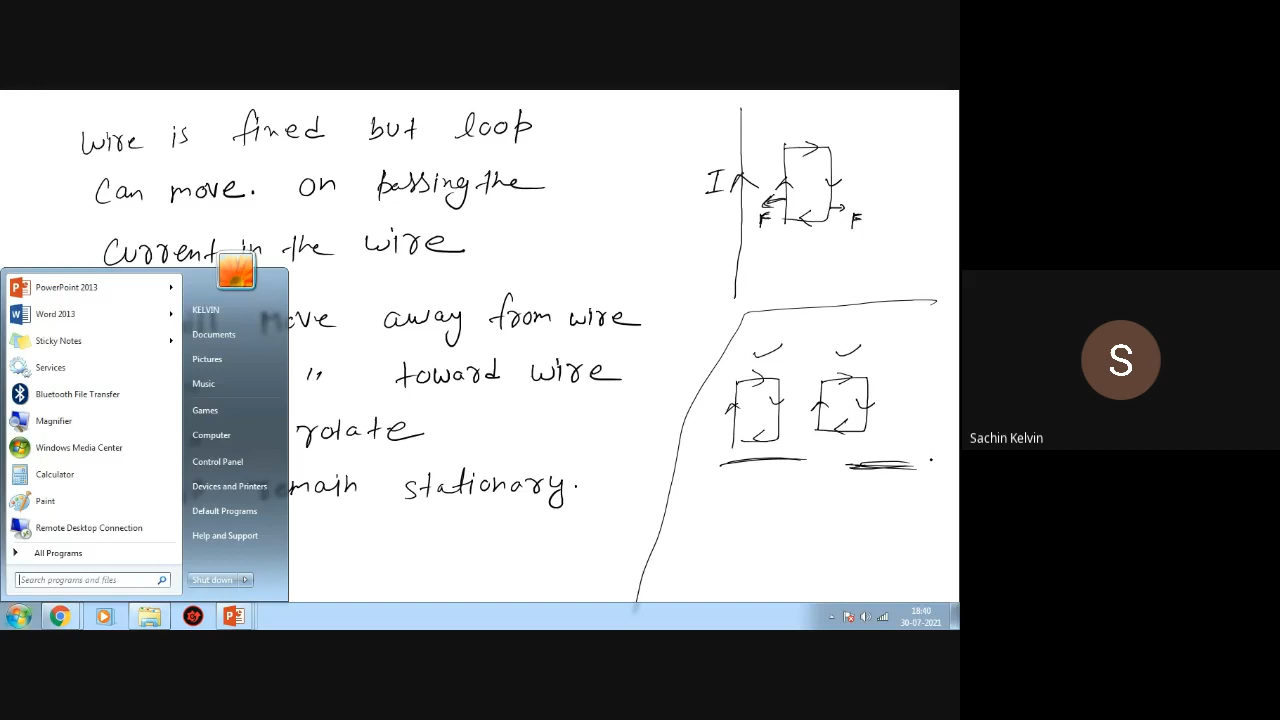 wire is fixed but loop
can move. on passing the
current in the wire
move away from wire
〃 toward wire
rotate
remain stationary.
I
F F
PowerPoint 2013
Word 2013
Sticky Notes
Services
Bluetooth File Transfer
Magnifier
Windows Media Center
Calculator
Paint
Remote Desktop Connection
All Programs
Search programs and files
KELVIN
Documents
Pictures
Music
Games
Computer
Control Panel
Devices and Printers
Default Programs
Help and Support
Shut down
18:40
30-07-2021
S
Sachin Kelvin